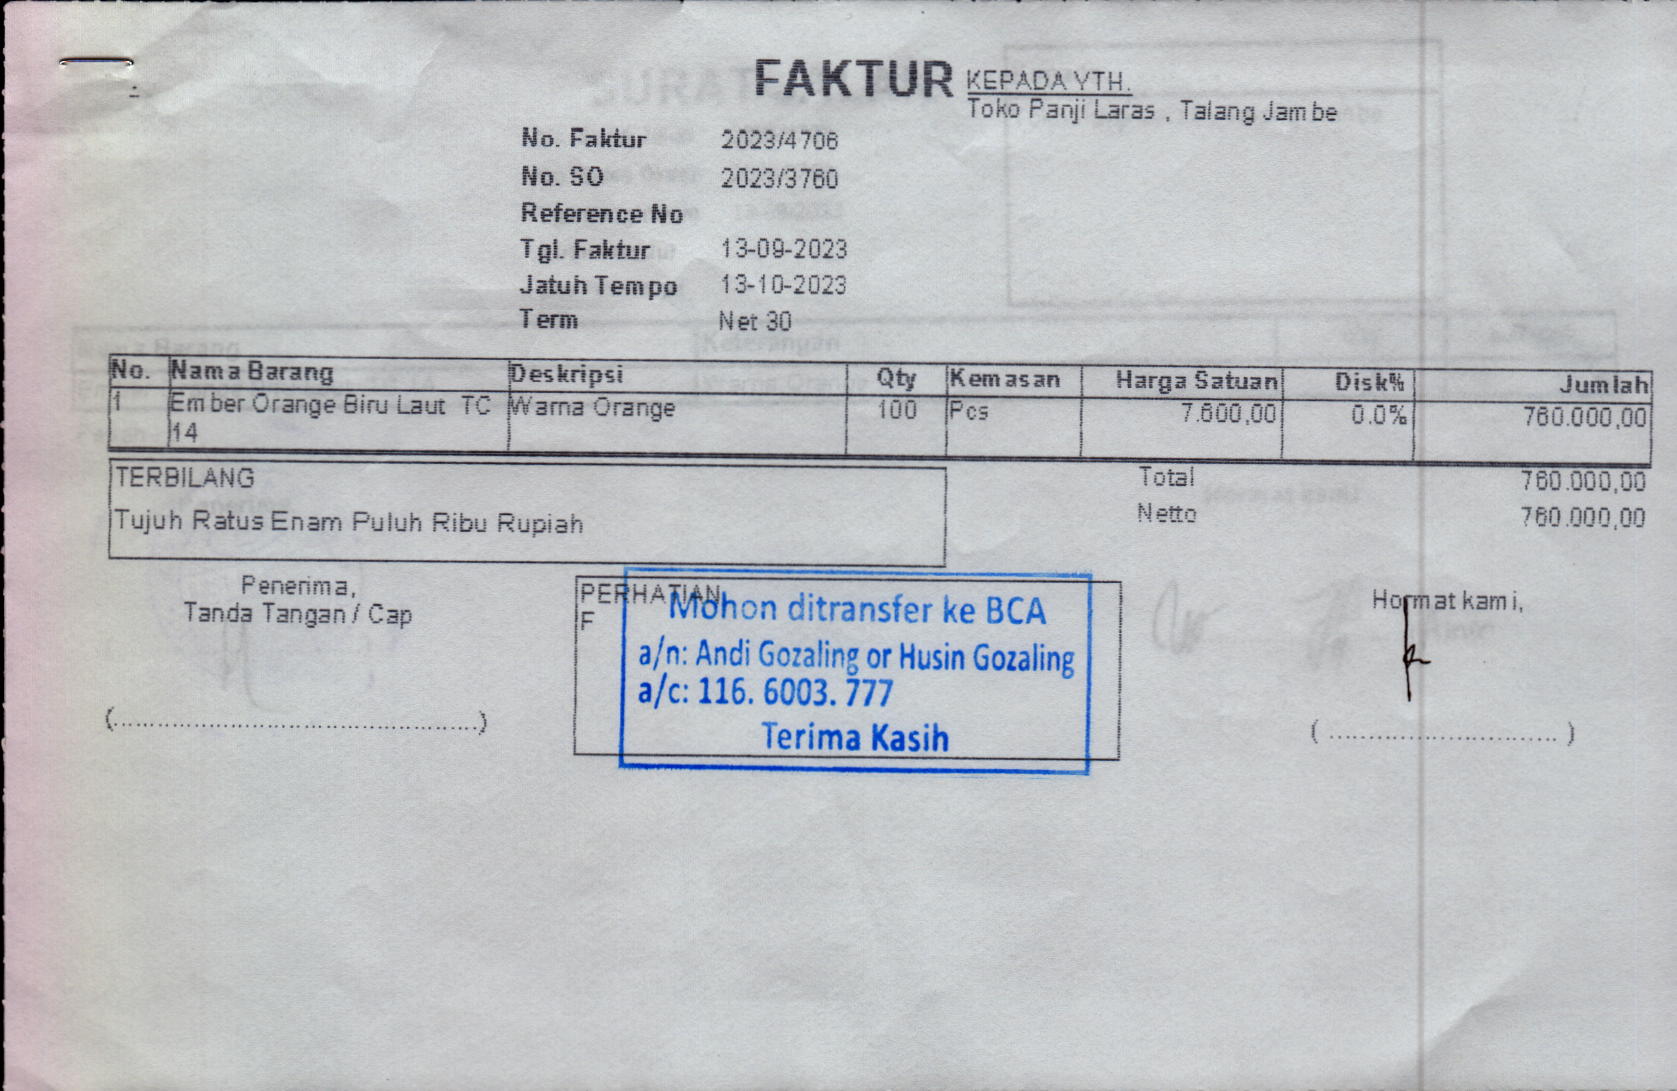 FAKTUR
KEPADA YTH.
Toko Panji Laras , Talang Jambe
No. Faktur 2023/4706
No. SO 2023/3760
Reference No
Tgl. Faktur 13-09-2023
Jatuh Tempo 13-10-2023
Term Net 30
No. Nama Barang Deskripsi Qty Kemasan Harga Satuan Disk% Jumlah
1 Ember Orange Biru Laut TC Warna Orange 100 Pcs 7.600,00 0.0% 760.000,00
14
TERBILANG Total 760.000,00
Tujuh Ratus Enam Puluh Ribu Rupiah Netto 760.000,00
Penerima,
Tanda Tangan / Cap
(..........................................)
PERHATIAN
F
Mohon ditransfer ke BCA
a/n: Andi Gozaling or Husin Gozaling
a/c: 116. 6003. 777
Terima Kasih
Hormat kami,
( ............................ )